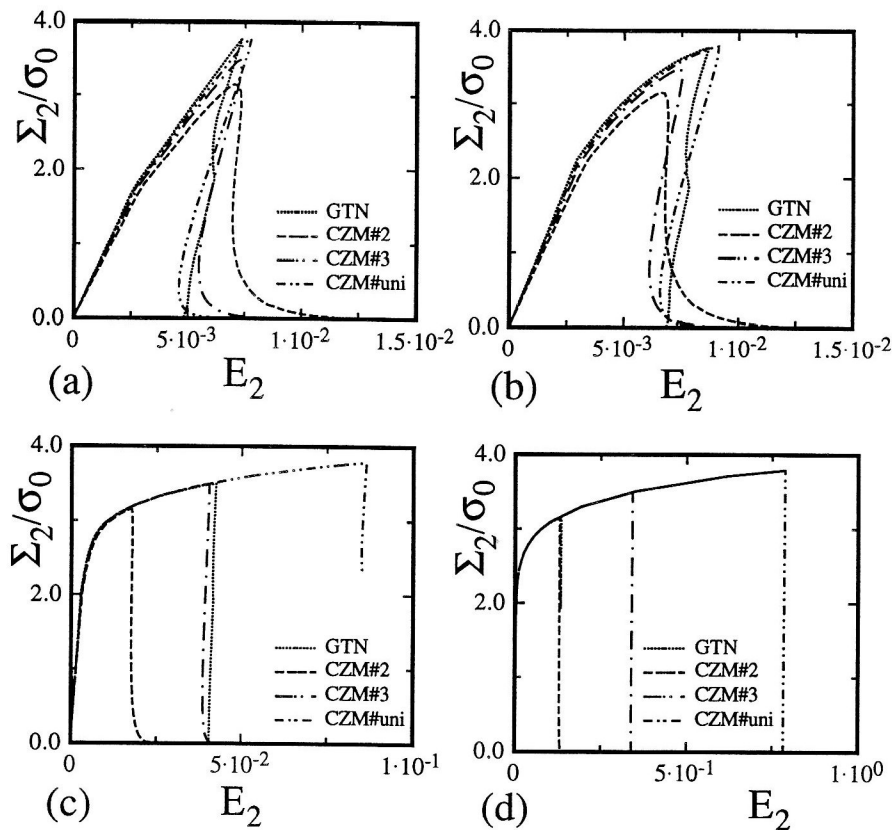 4.0
Σ₂/σ₀
2.0
0.0
GTN
CZM#2
CZM#3
CZM#uni
0
5·10⁻³
1·10⁻²
1.5·10⁻²
(a)
E₂
4.0
Σ₂/σ₀
2.0
0.0
GTN
CZM#2
CZM#3
CZM#uni
0
5·10⁻³
1·10⁻²
1.5·10⁻²
(b)
E₂
4.0
Σ₂/σ₀
2.0
0.0
GTN
CZM#2
CZM#3
CZM#uni
0
5·10⁻²
1·10⁻¹
(c)
E₂
4.0
Σ₂/σ₀
2.0
0.0
GTN
CZM#2
CZM#3
CZM#uni
0
5·10⁻¹
1·10⁰
(d)
E₂